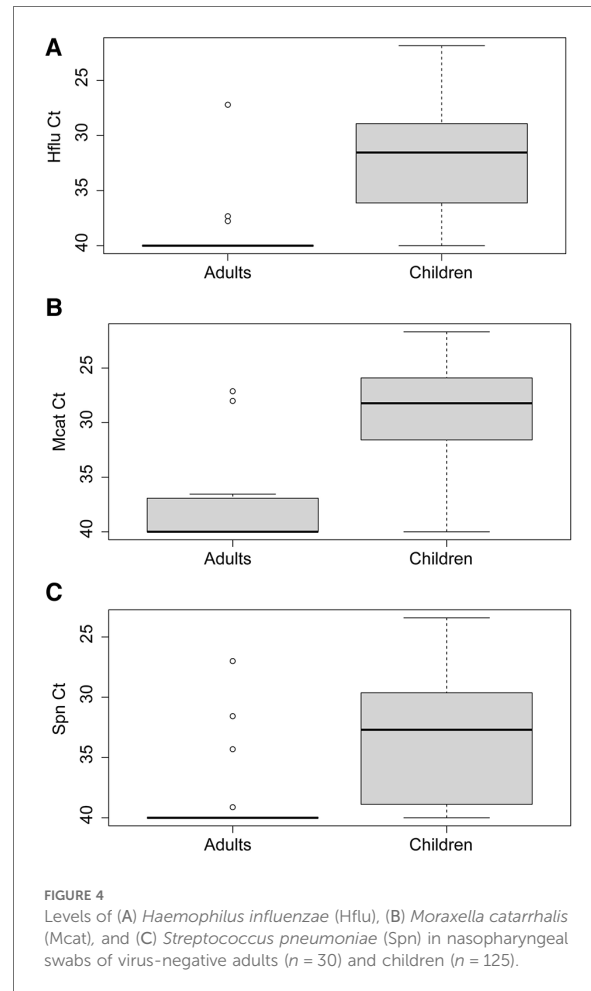 A
Hflu Ct
25
30
35
40
Adults Children
B
Mcat Ct
25
30
35
40
Adults Children
C
Spn Ct
25
30
35
40
Adults Children
FIGURE 4
Levels of (A) Haemophilus influenzae (Hflu), (B) Moraxella catarrhalis
(Mcat), and (C) Streptococcus pneumoniae (Spn) in nasopharyngeal
swabs of virus-negative adults (n = 30) and children (n = 125).